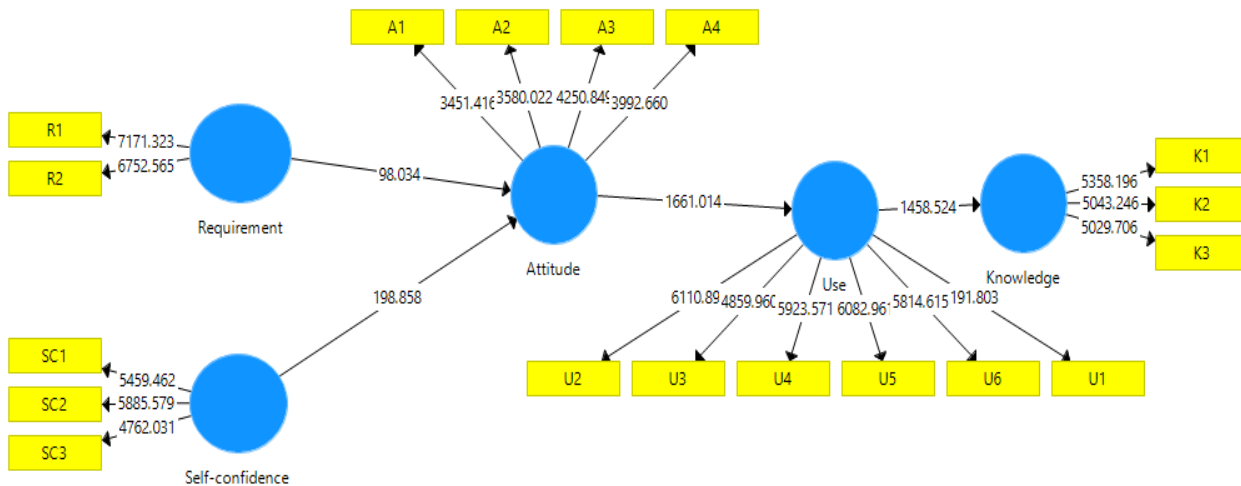 A1
A2
A3
A4
3451.416
3580.022
4250.849
3992.660
R1
R2
7171.323
6752.565
Requirement
98.034
Attitude
1661.014
Use
1458.524
Knowledge
5358.196
5043.246
5029.706
K1
K2
K3
198.858
6110.89
4859.960
5923.571
6082.961
5814.615
191.803
U2
U3
U4
U5
U6
U1
SC1
SC2
SC3
5459.462
5885.579
4762.031
Self-confidence